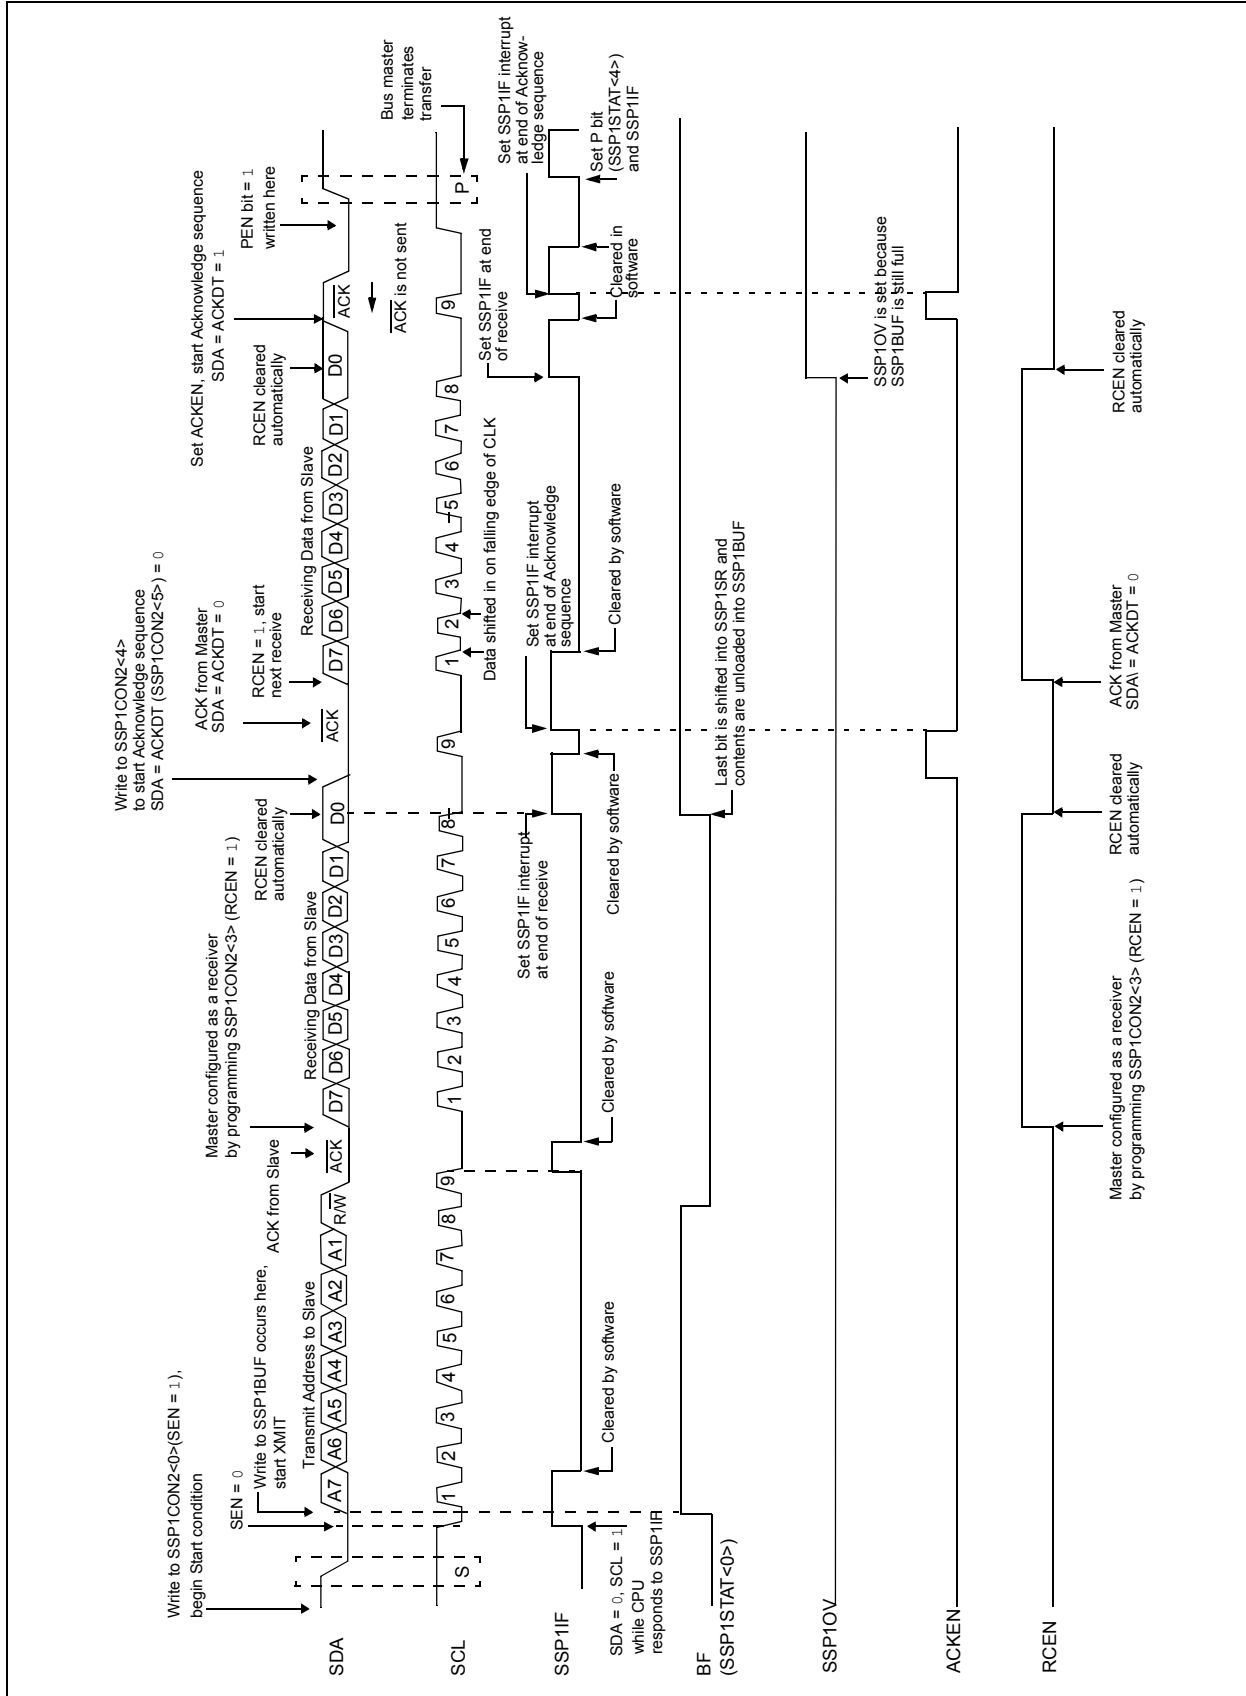 Write to SSP1CON2<0>(SEN = 1),
begin Start condition
SEN = 0
Write to SSP1BUF occurs here,
start XMIT
ACK from Slave
Master configured as a receiver
by programming SSP1CON2<3> (RCEN = 1)
RCEN cleared
automatically
Write to SSP1CON2<4>
to start Acknowledge sequence
SDA = ACKDT (SSP1CON2<5>) = 0
ACK from Master
SDA = ACKDT = 0
RCEN = 1, start
next receive
RCEN cleared
automatically
Set ACKEN, start Acknowledge sequence
SDA = ACKDT = 1
PEN bit = 1
written here
Transmit Address to Slave
Receiving Data from Slave
Receiving Data from Slave
SDA
A7 A6 A5 A4 A3 A2 A1 R/W ACK D7 D6 D5 D4 D3 D2 D1 D0 ACK D7 D6 D5 D4 D3 D2 D1 D0 ACK
ACK is not sent
Bus master
terminates
transfer
SCL
S 1 2 3 4 5 6 7 8 9 1 2 3 4 5 6 7 8 9 1 2 3 4 5 6 7 8 9 P
Data shifted in on falling edge of CLK
Set SSP1IF interrupt
at end of receive
Set SSP1IF interrupt
at end of Acknowledge
sequence
Set SSP1IF at end
of receive
Set SSP1IF interrupt
at end of Acknow-
ledge sequence
SSP1IF
SDA = 0, SCL = 1
while CPU
responds to SSP1IF
Cleared by software
Cleared by software
Cleared by software
Cleared by software
Cleared in
software
Set P bit
(SSP1STAT<4>)
and SSP1IF
BF
(SSP1STAT<0>)
Last bit is shifted into SSP1SR and
contents are unloaded into SSP1BUF
SSP1OV
SSP1OV is set because
SSP1BUF is still full
ACKEN
RCEN
Master configured as a receiver
by programming SSP1CON2<3> (RCEN = 1)
RCEN cleared
automatically
ACK from Master
SDA\ = ACKDT = 0
RCEN cleared
automatically